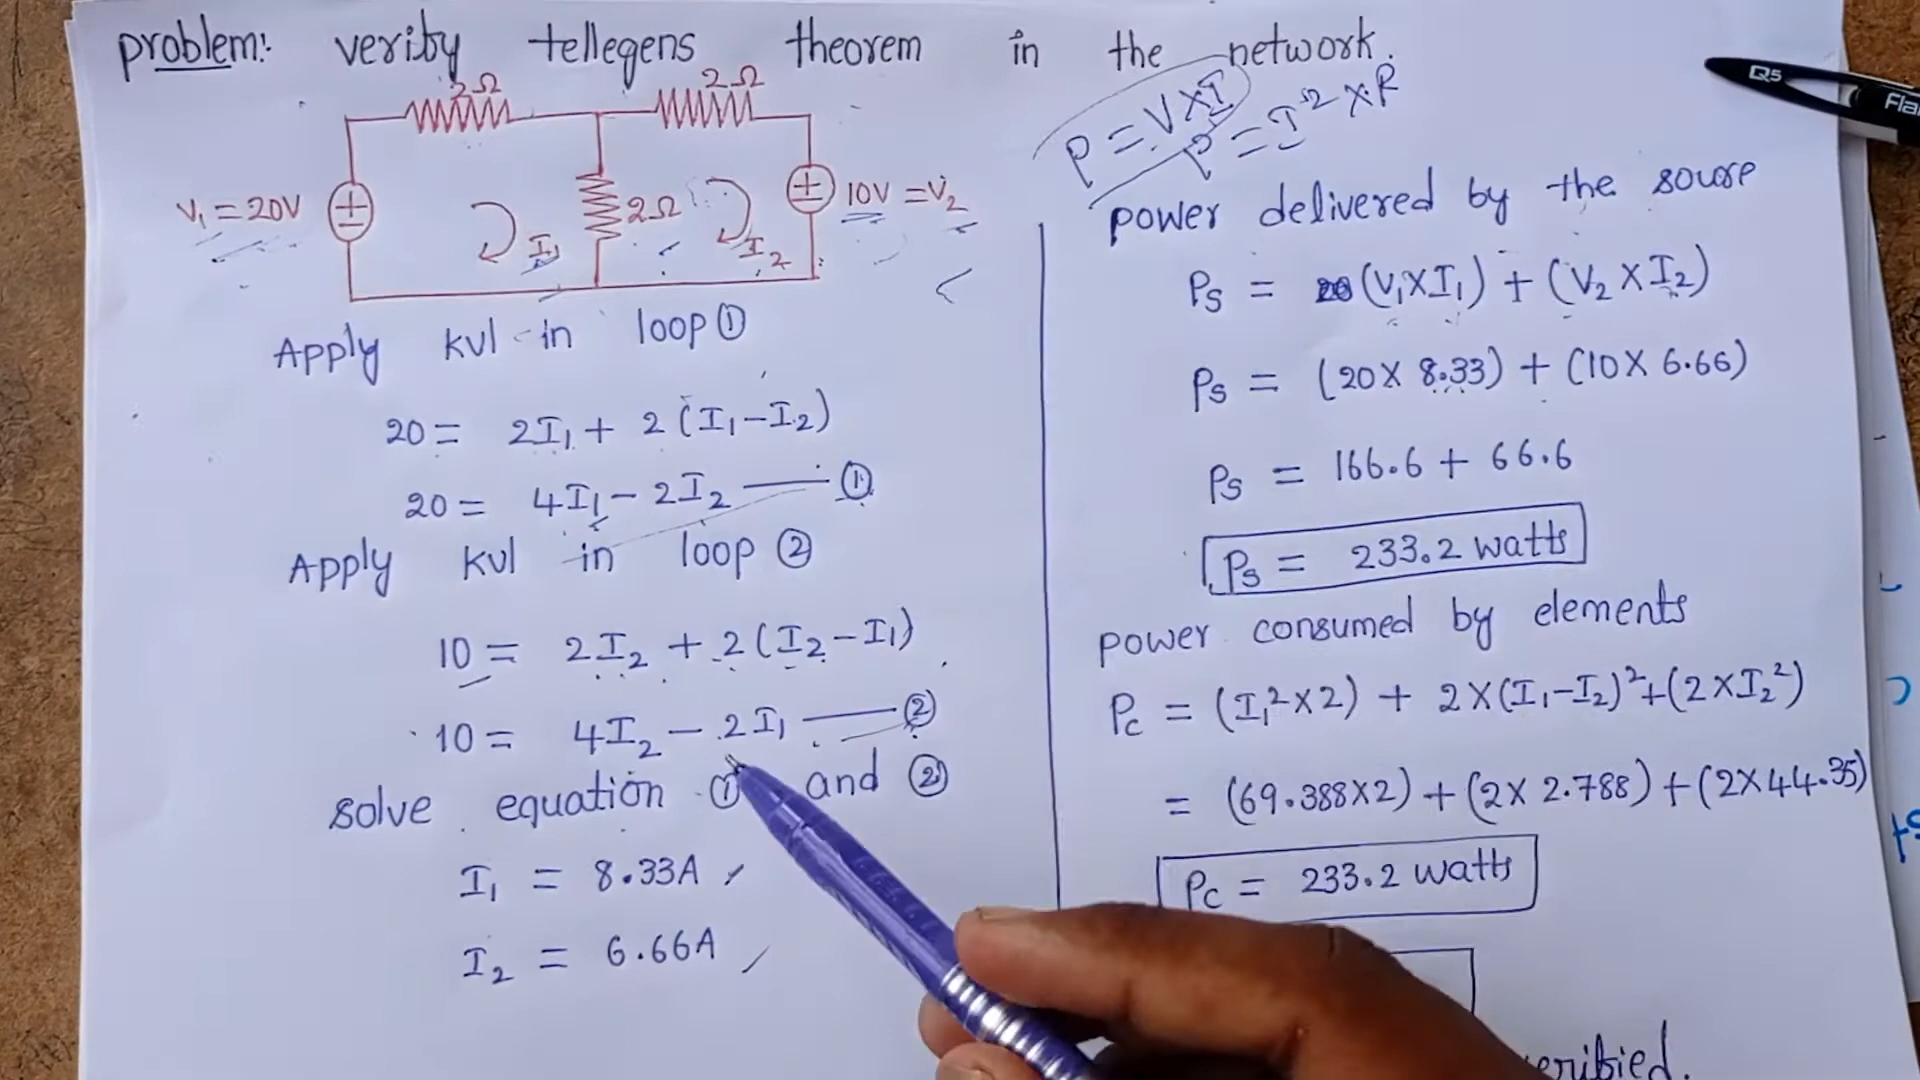 problem: verify tellegens theorem in the network.
2Ω 2Ω
V₁ = 20V 2Ω 10V = V₂
I₁ I₂
Apply kvl in loop ①
20 = 2I₁ + 2 (I₁ - I₂)
20 = 4I₁ - 2I₂ —— ①
Apply kvl in loop ②
10 = 2I₂ + 2 (I₂ - I₁)
10 = 4I₂ - 2I₁ —— ②
solve equation ① and ②
I₁ = 8.33A
I₂ = 6.66A
P = V×I
P = I² × R
power delivered by the sourse
Ps = (V₁×I₁) + (V₂×I₂)
Ps = (20 × 8.33) + (10 × 6.66)
Ps = 166.6 + 66.6
Ps = 233.2 watts
power consumed by elements
Pc = (I₁²×2) + 2×(I₁-I₂)²+(2×I₂²)
= (69.388×2) + (2×2.788) + (2×44.35)
Pc = 233.2 watts
Q5
Fla